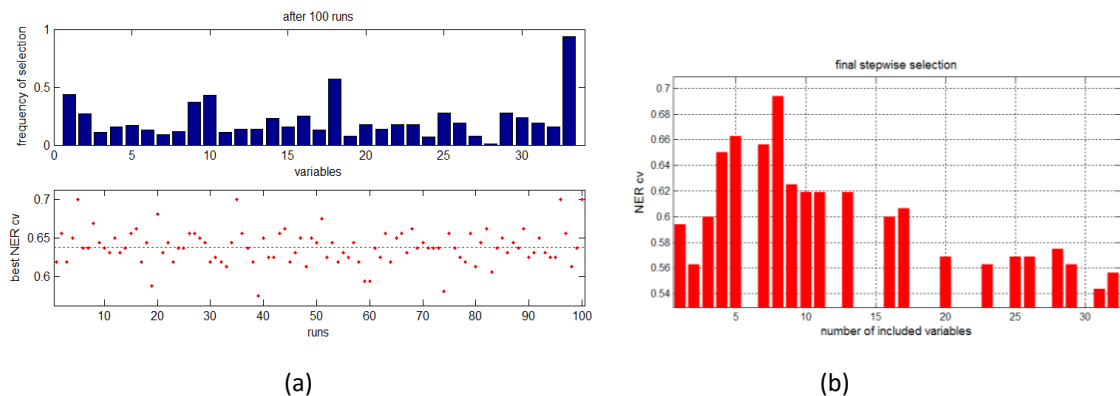 after 100 runs
frequency of selection
1
0.5
0
0 5 10 15 20 25 30
variables
best NER cv
0.7
0.65
0.6
10 20 30 40 50 60 70 80 90 100
runs
(a)
final stepwise selection
NER cv
0.7
0.68
0.66
0.64
0.62
0.6
0.58
0.56
0.54
5 10 15 20 25 30
number of included variables
(b)